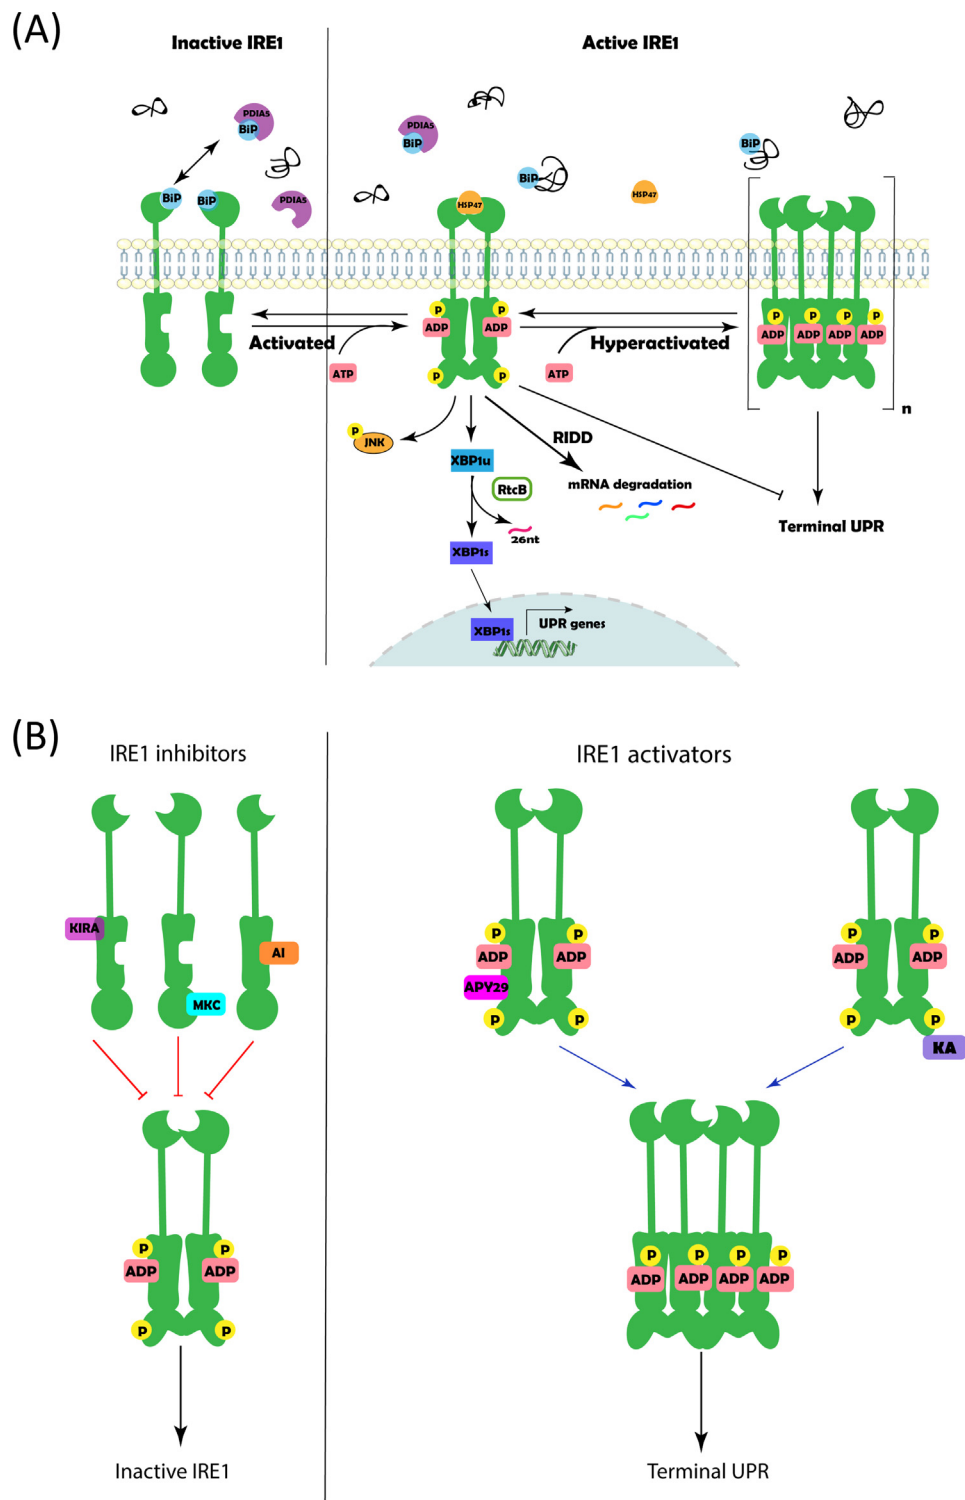 (A)
Inactive IRE1
Active IRE1
PDIA5
BiP
PDIA5
BiP
BiP
BiP
BiP
BiP
PDIA5
HSP47
HSP47
P
P
ADP
ADP
P
P
P
P
P
P
ADP
ADP
ADP
ADP
Activated
Hyperactivated
ATP
ATP
n
P
JNK
XBP1u
RIDD
mRNA degradation
RtcB
26nt
Terminal UPR
XBP1s
XBP1s
UPR genes
(B)
IRE1 inhibitors
IRE1 activators
KIRA
AI
MKC
P
P
ADP
ADP
APY29
P
P
P
P
ADP
ADP
P
P
KA
P
P
ADP
ADP
P
P
P
P
P
P
ADP
ADP
ADP
ADP
Inactive IRE1
Terminal UPR